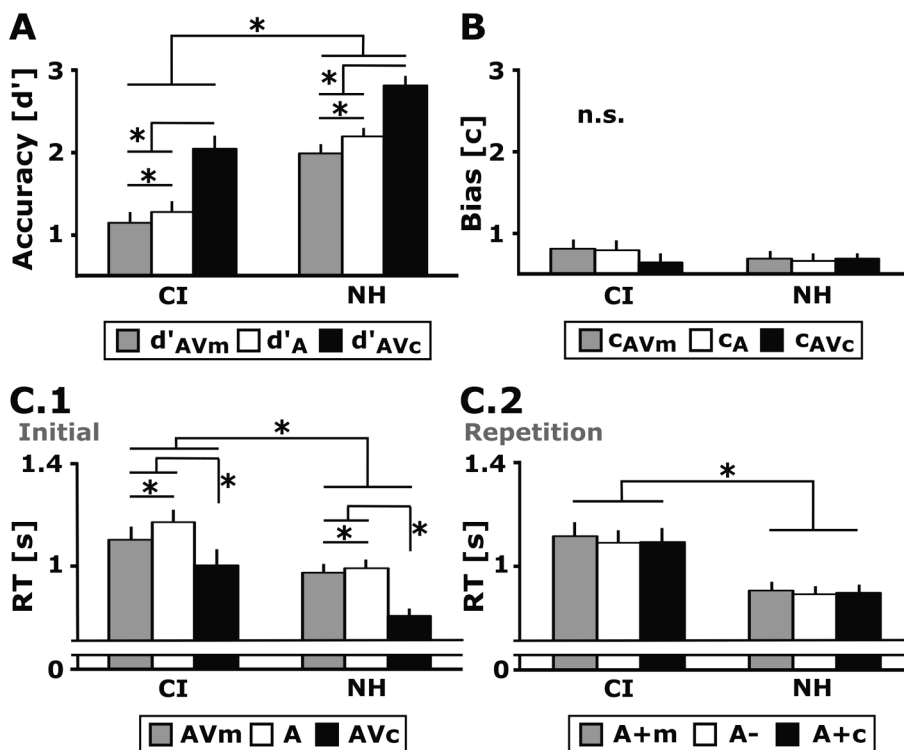 A
B
*
Accuracy [d']
3
2
1
*
*
*
*
CI
NH
d'AVm d'A d'AVc
Bias [c]
3
2
1
n.s.
CI
NH
cAVm cA cAVc
C.1
Initial
RT [s]
1.4
1
0
*
*
*
*
*
CI
NH
AVm A AVc
C.2
Repetition
RT [s]
1.4
1
0
*
CI
NH
A+m A- A+c